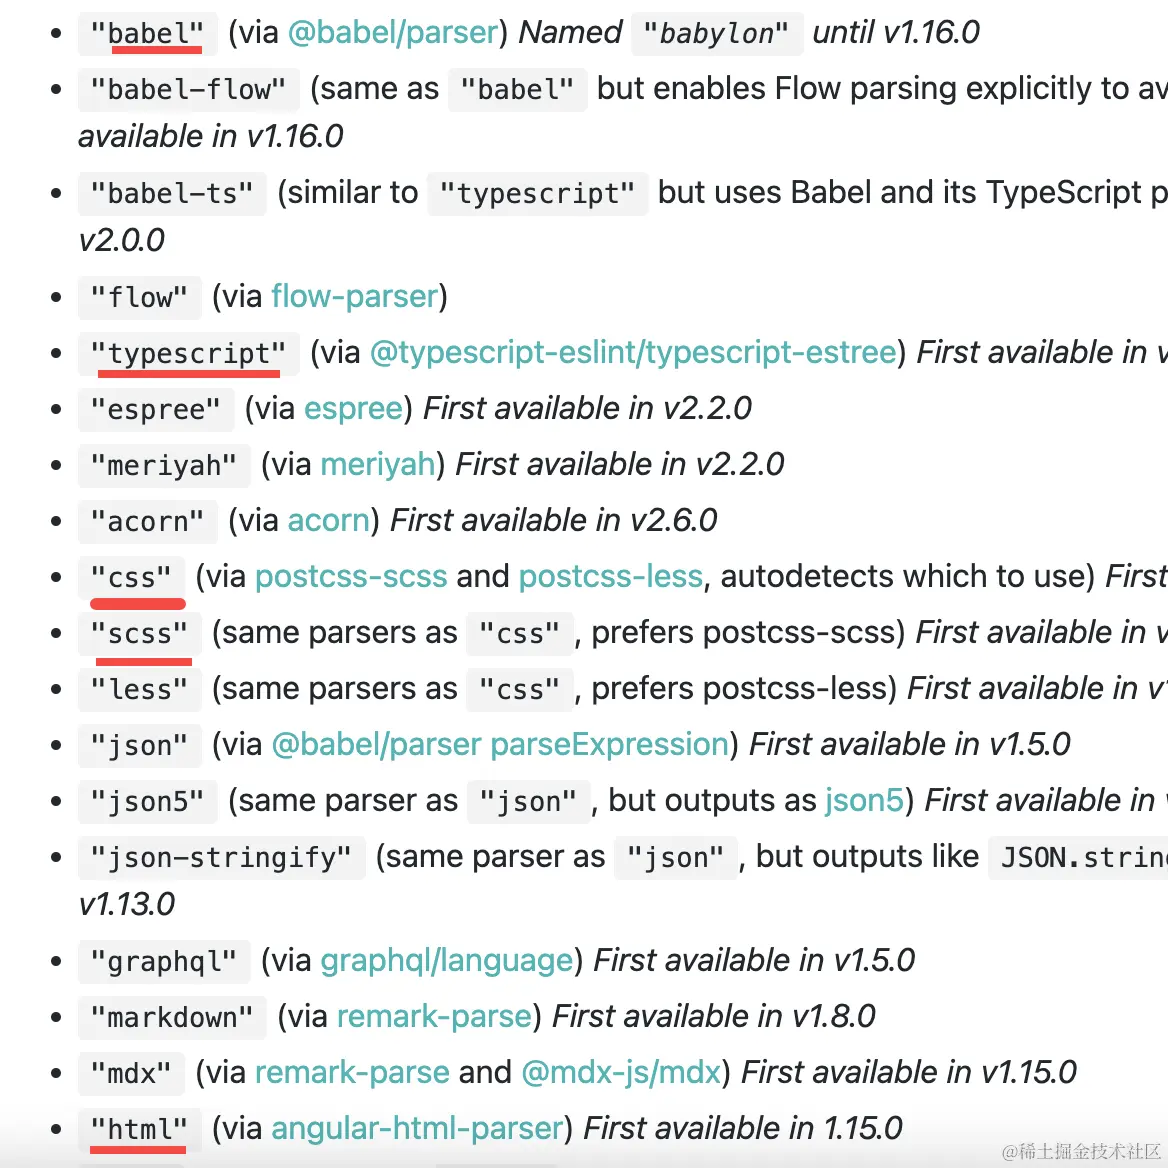 • "babel" (via @babel/parser) Named "babylon" until v1.16.0
• "babel-flow" (same as "babel" but enables Flow parsing explicitly to av
available in v1.16.0
• "babel-ts" (similar to "typescript" but uses Babel and its TypeScript p
v2.0.0
• "flow" (via flow-parser)
• "typescript" (via @typescript-eslint/typescript-estree) First available in v
• "espree" (via espree) First available in v2.2.0
• "meriyah" (via meriyah) First available in v2.2.0
• "acorn" (via acorn) First available in v2.6.0
• "css" (via postcss-scss and postcss-less, autodetects which to use) First
• "scss" (same parsers as "css", prefers postcss-scss) First available in v
• "less" (same parsers as "css", prefers postcss-less) First available in v1
• "json" (via @babel/parser parseExpression) First available in v1.5.0
• "json5" (same parser as "json", but outputs as json5) First available in
• "json-stringify" (same parser as "json", but outputs like JSON.string
v1.13.0
• "graphql" (via graphql/language) First available in v1.5.0
• "markdown" (via remark-parse) First available in v1.8.0
• "mdx" (via remark-parse and @mdx-js/mdx) First available in v1.15.0
• "html" (via angular-html-parser) First available in 1.15.0
@稀土掘金技术社区